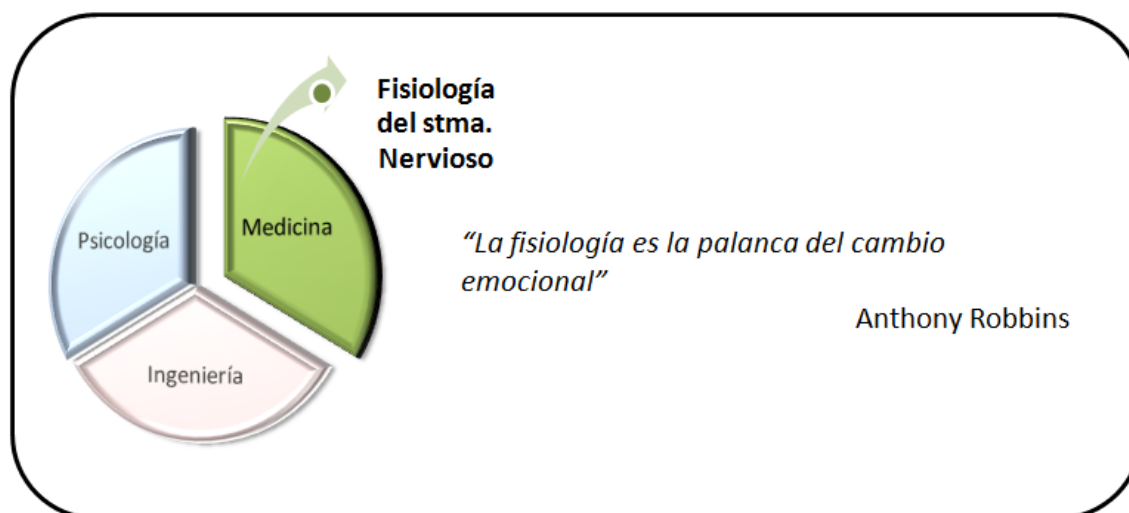 Fisiología
del stma.
Nervioso
Psicología
Medicina
Ingeniería
“La fisiología es la palanca del cambio
emocional”
Anthony Robbins